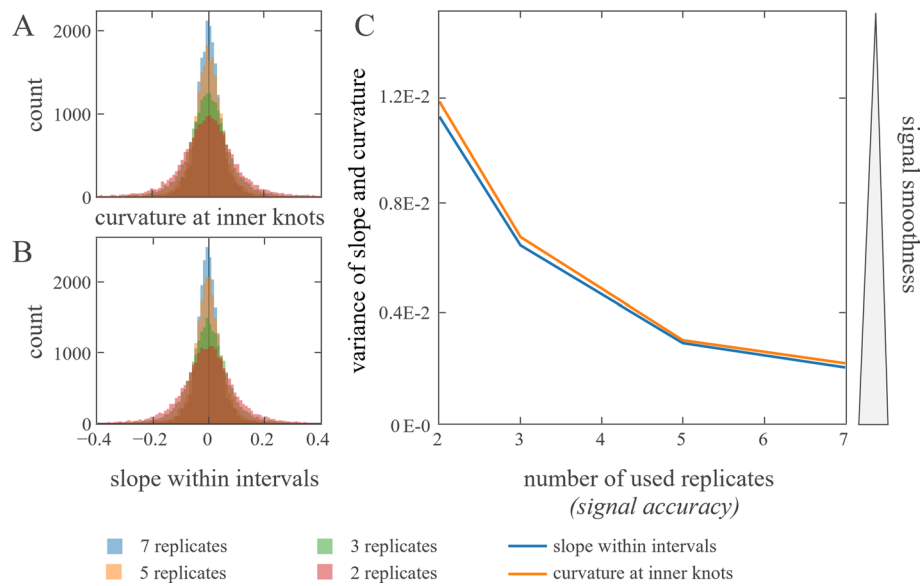 A
2000
1000
0
count
curvature at inner knots
B
2000
1000
0
count
−0.4
−0.2
0
0.2
0.4
slope within intervals
C
1.2E-2
0.8E-2
0.4E-2
0 E-0
variance of slope and curvature
2
3
4
5
6
7
number of used replicates
(signal accuracy)
signal smoothness
7 replicates
5 replicates
3 replicates
2 replicates
slope within intervals
curvature at inner knots